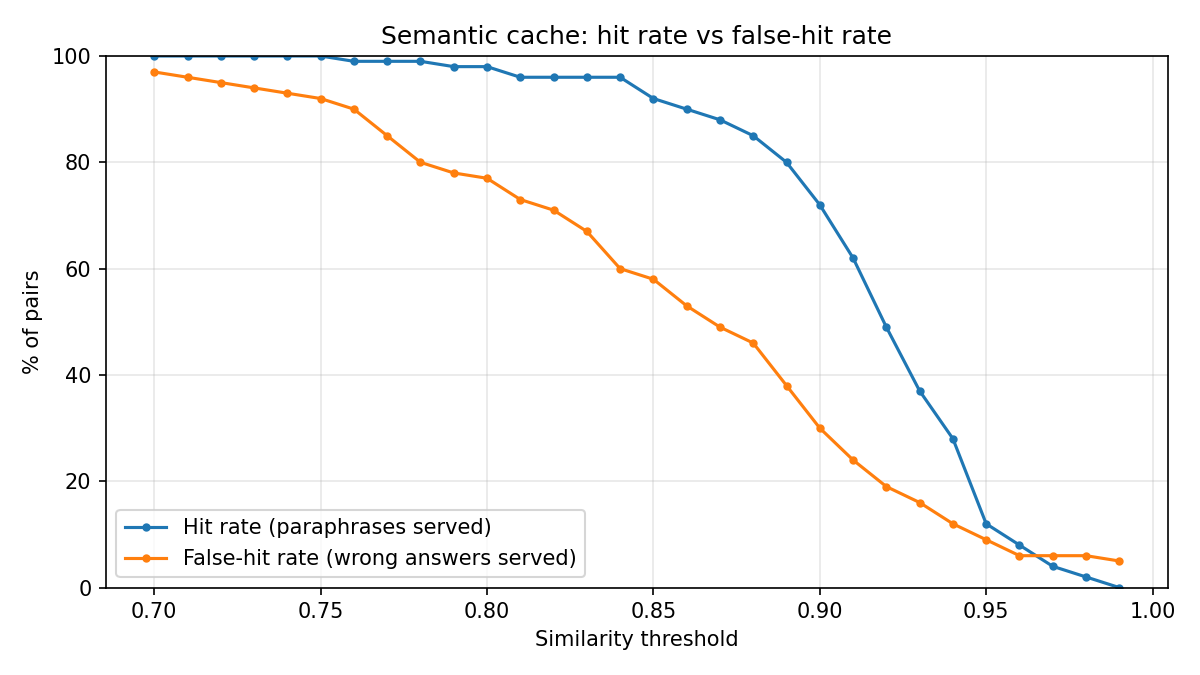 Semantic cache: hit rate vs false-hit rate
100
80
60
40
20
0
% of pairs
Hit rate (paraphrases served)
False-hit rate (wrong answers served)
0.70 0.75 0.80 0.85 0.90 0.95 1.00
Similarity threshold